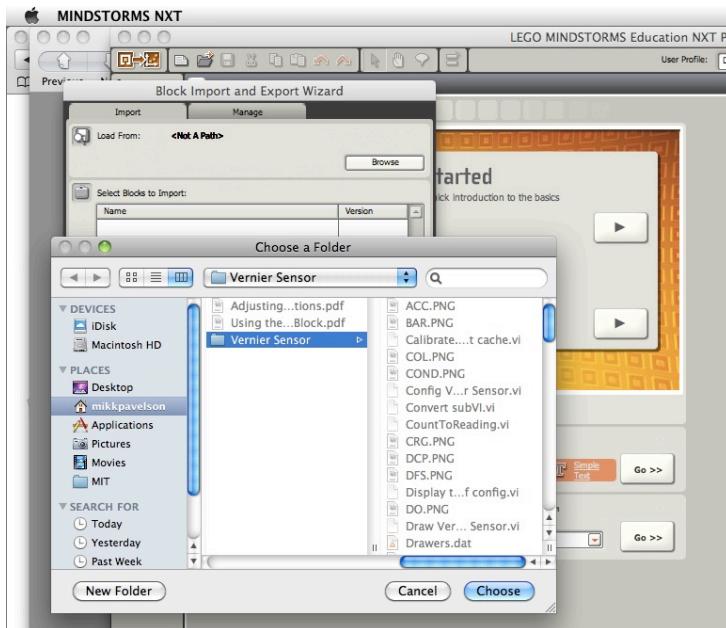 MINDSTORMS NXT
LEGO MINDSTORMS Education NXT P
User Profile:
Block Import and Export Wizard
Import Manage
Load From: <Not A Path>
Browse
Select Blocks to Import:
Name Version
tarted
ick introduction to the basics
Choose a Folder
Vernier Sensor
DEVICES
iDisk
Macintosh HD
PLACES
Desktop
mikkpavelson
Applications
Pictures
Movies
MIT
SEARCH FOR
Today
Yesterday
Past Week
Adjusting...tions.pdf
Using the...Block.pdf
Vernier Sensor
ACC.PNG
BAR.PNG
Calibrate....t cache.vi
COL.PNG
COND.PNG
Config V...r Sensor.vi
Convert subVI.vi
CountToReading.vi
CRG.PNG
DCP.PNG
DFS.PNG
Display t...f config.vi
DO.PNG
Draw Ver... Sensor.vi
Drawers.dat
Simple
Text
Go >>
Go >>
New Folder Cancel Choose